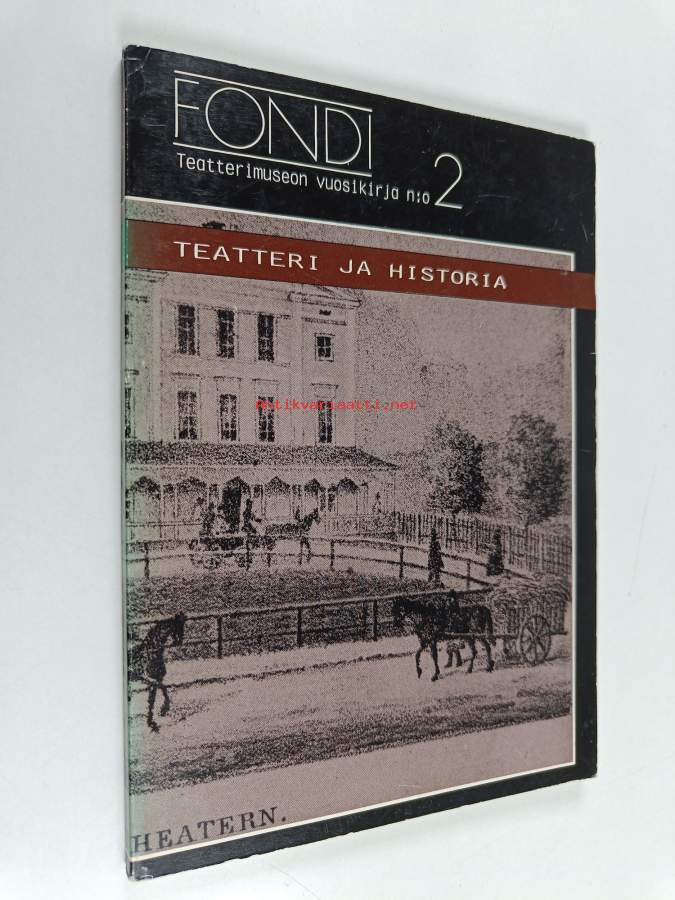 FONDI
Teatterimuseon vuosikirja n:o 2
TEATTERI JA HISTORIA
Antikvariaatti.net
HEATERN.